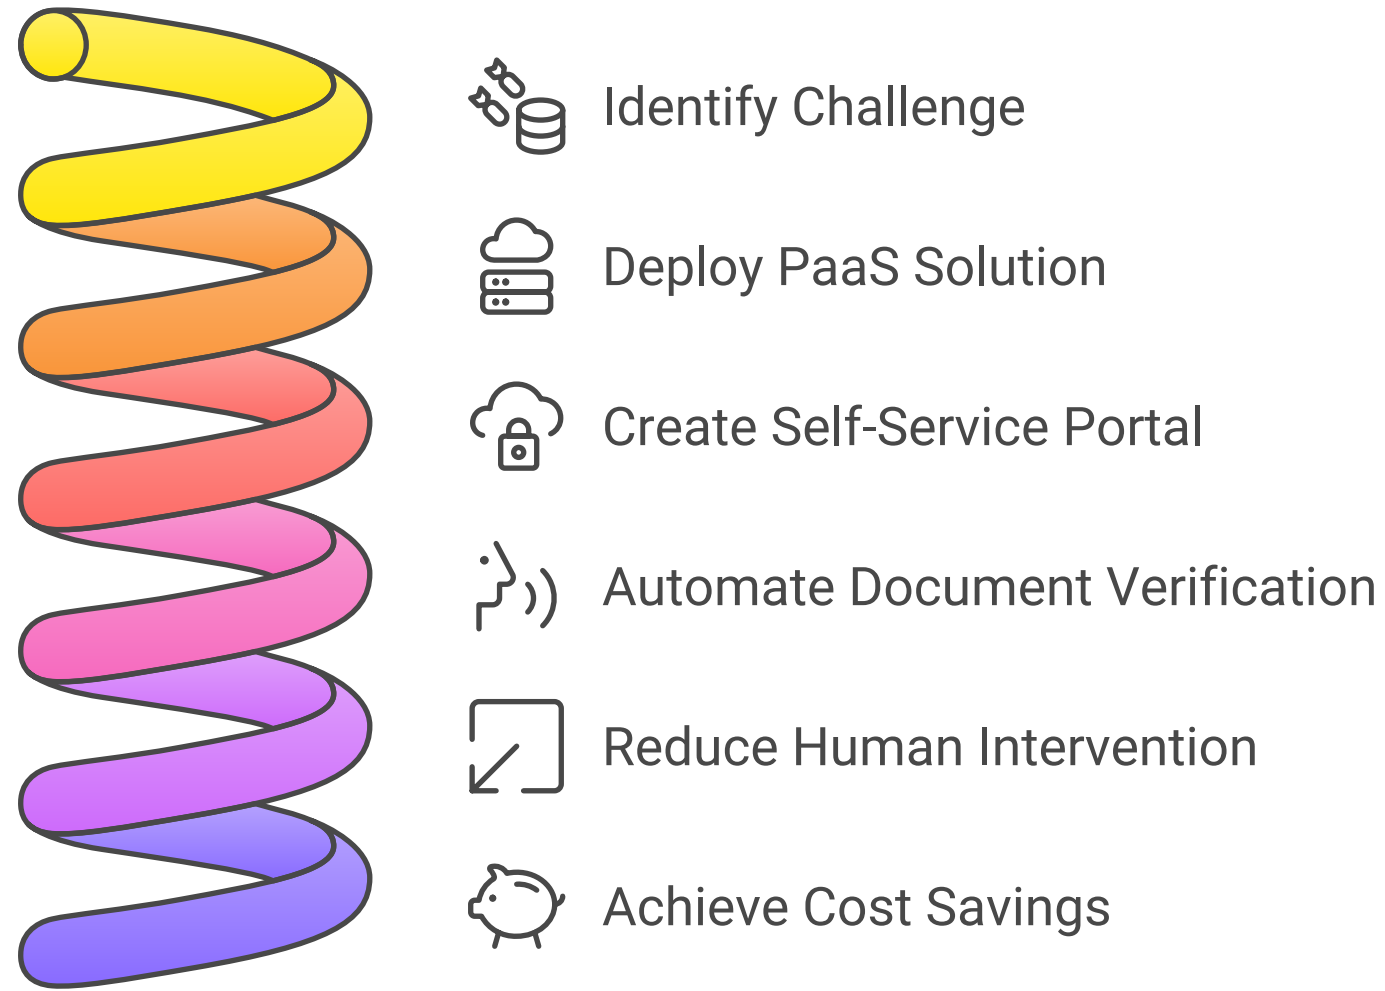 Identify Challenge
Deploy PaaS Solution
Create Self-Service Portal
Automate Document Verification
Reduce Human Intervention
Achieve Cost Savings